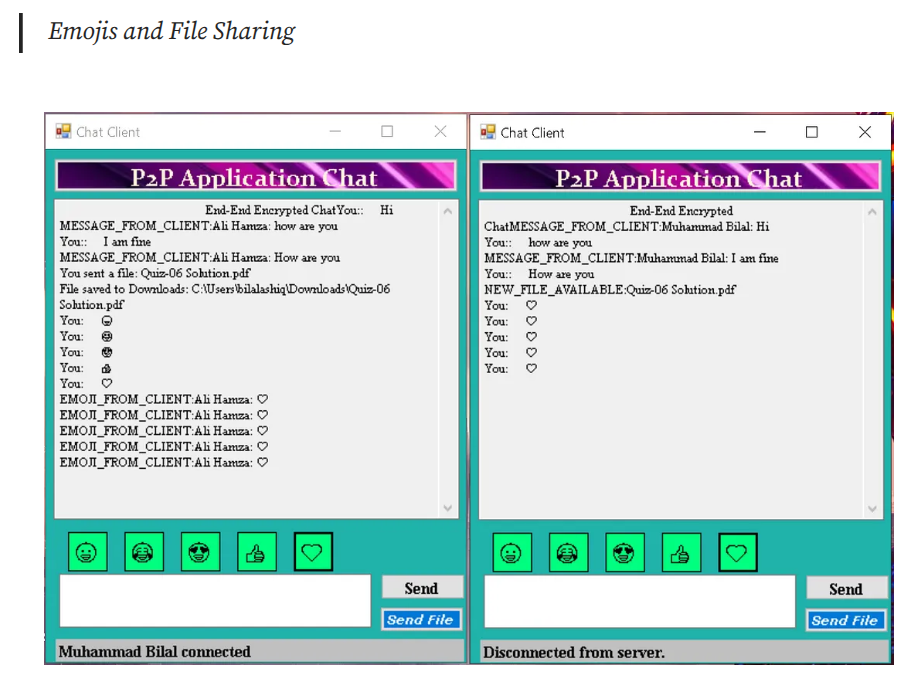 Emojis and File Sharing
Chat Client
P2P Application Chat
End-End Encrypted ChatYou:: Hi
MESSAGE_FROM_CLIENT:Ali Hamza: how are you
You:: I am fine
MESSAGE_FROM_CLIENT:Ali Hamza: How are you
You sent a file: Quiz-06 Solution.pdf
File saved to Downloads: C:\Users\bilalashiq\Downloads\Quiz-06
Solution.pdf
You: 😀
You: 😂
You: 😍
You: 👍
You: ♡
EMOJI_FROM_CLIENT:Ali Hamza: ♡
EMOJI_FROM_CLIENT:Ali Hamza: ♡
EMOJI_FROM_CLIENT:Ali Hamza: ♡
EMOJI_FROM_CLIENT:Ali Hamza: ♡
EMOJI_FROM_CLIENT:Ali Hamza: ♡
Send
Send File
Muhammad Bilal connected
Chat Client
P2P Application Chat
End-End Encrypted
ChatMESSAGE_FROM_CLIENT:Muhammad Bilal: Hi
You:: how are you
MESSAGE_FROM_CLIENT:Muhammad Bilal: I am fine
You:: How are you
NEW_FILE_AVAILABLE:Quiz-06 Solution.pdf
You: ♡
You: ♡
You: ♡
You: ♡
You: ♡
Send
Send File
Disconnected from server.